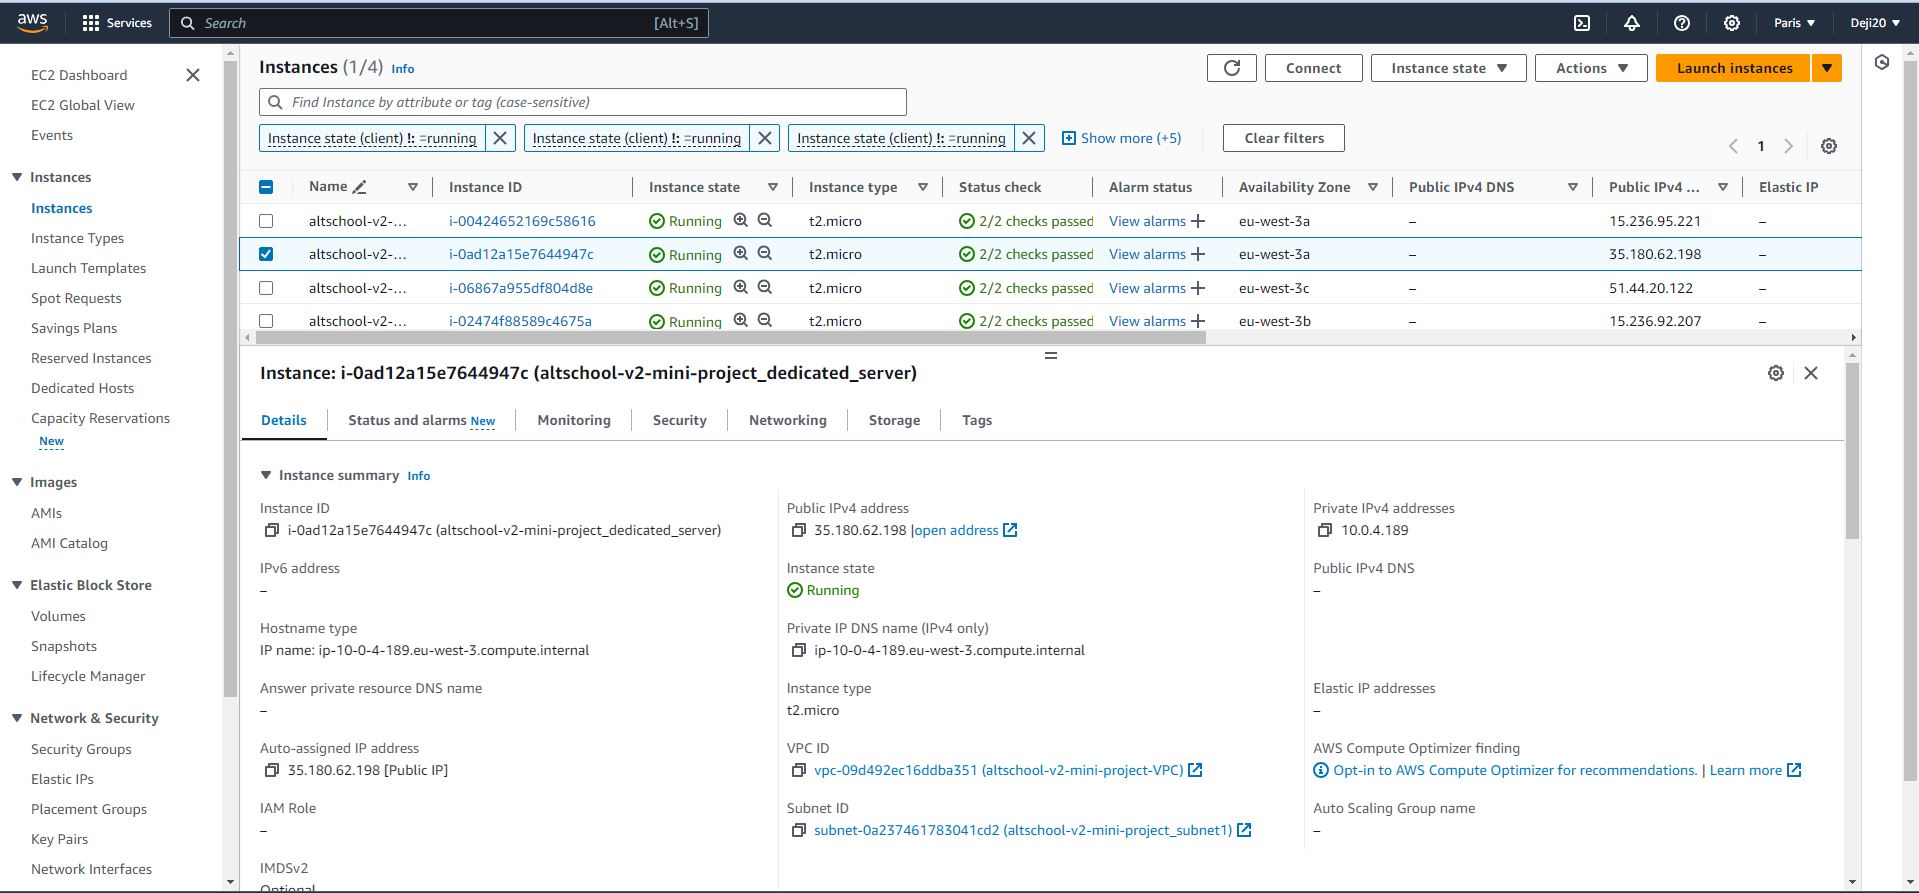 aws Services Search [Alt+S] Paris Deji20
EC2 Dashboard
EC2 Global View
Events
Instances
Instances
Instance Types
Launch Templates
Spot Requests
Savings Plans
Reserved Instances
Dedicated Hosts
Capacity Reservations
New
Images
AMIs
AMI Catalog
Elastic Block Store
Volumes
Snapshots
Lifecycle Manager
Network & Security
Security Groups
Elastic IPs
Placement Groups
Key Pairs
Network Interfaces
Instances (1/4) Info Connect Instance state Actions Launch instances
Find Instance by attribute or tag (case-sensitive)
Instance state (client) !: =running Instance state (client) !: =running Instance state (client) !: =running Show more (+5) Clear filters 1
Name Instance ID Instance state Instance type Status check Alarm status Availability Zone Public IPv4 DNS Public IPv4 ... Elastic IP
altschool-v2-... i-00424652169c58616 Running t2.micro 2/2 checks passed View alarms + eu-west-3a – 15.236.95.221 –
altschool-v2-... i-0ad12a15e7644947c Running t2.micro 2/2 checks passed View alarms + eu-west-3a – 35.180.62.198 –
altschool-v2-... i-06867a955df804d8e Running t2.micro 2/2 checks passed View alarms + eu-west-3c – 51.44.20.122 –
altschool-v2-... i-02474f88589c4675a Running t2.micro 2/2 checks passed View alarms + eu-west-3b – 15.236.92.207 –
Instance: i-0ad12a15e7644947c (altschool-v2-mini-project_dedicated_server)
Details Status and alarms New Monitoring Security Networking Storage Tags
Instance summary Info
Instance ID Public IPv4 address Private IPv4 addresses
i-0ad12a15e7644947c (altschool-v2-mini-project_dedicated_server) 35.180.62.198 |open address 10.0.4.189
IPv6 address Instance state Public IPv4 DNS
– Running –
Hostname type Private IP DNS name (IPv4 only)
IP name: ip-10-0-4-189.eu-west-3.compute.internal ip-10-0-4-189.eu-west-3.compute.internal
Answer private resource DNS name Instance type Elastic IP addresses
– t2.micro –
Auto-assigned IP address VPC ID AWS Compute Optimizer finding
35.180.62.198 [Public IP] vpc-09d492ec16ddba351 (altschool-v2-mini-project-VPC) Opt-in to AWS Compute Optimizer for recommendations. | Learn more
IAM Role Subnet ID Auto Scaling Group name
– subnet-0a237461783041cd2 (altschool-v2-mini-project_subnet1) –
IMDSv2
Optional